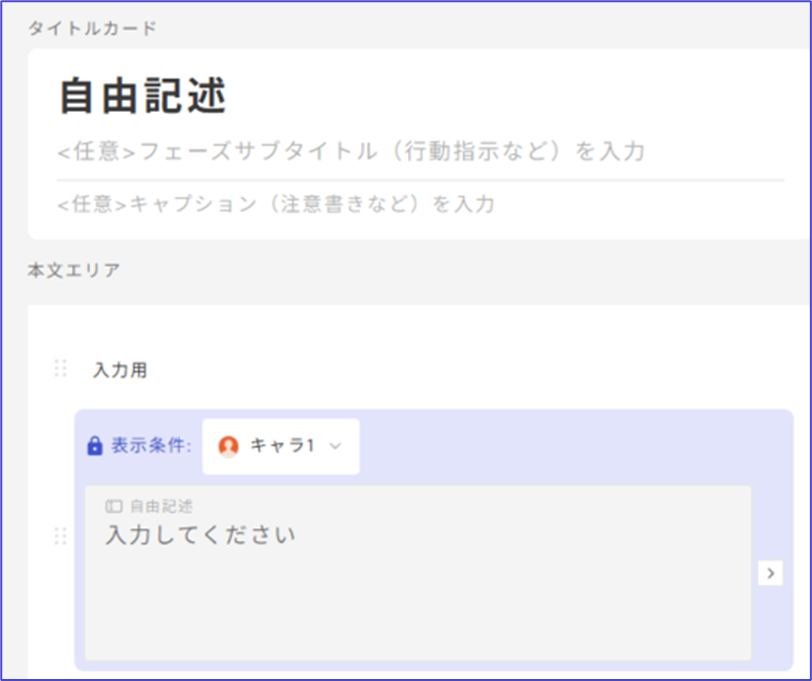 タイトルカード
自由記述
<任意>フェーズサブタイトル（行動指示など）を入力
<任意>キャプション（注意書きなど）を入力
本文エリア
入力用
表示条件: キャラ1
自由記述
入力してください